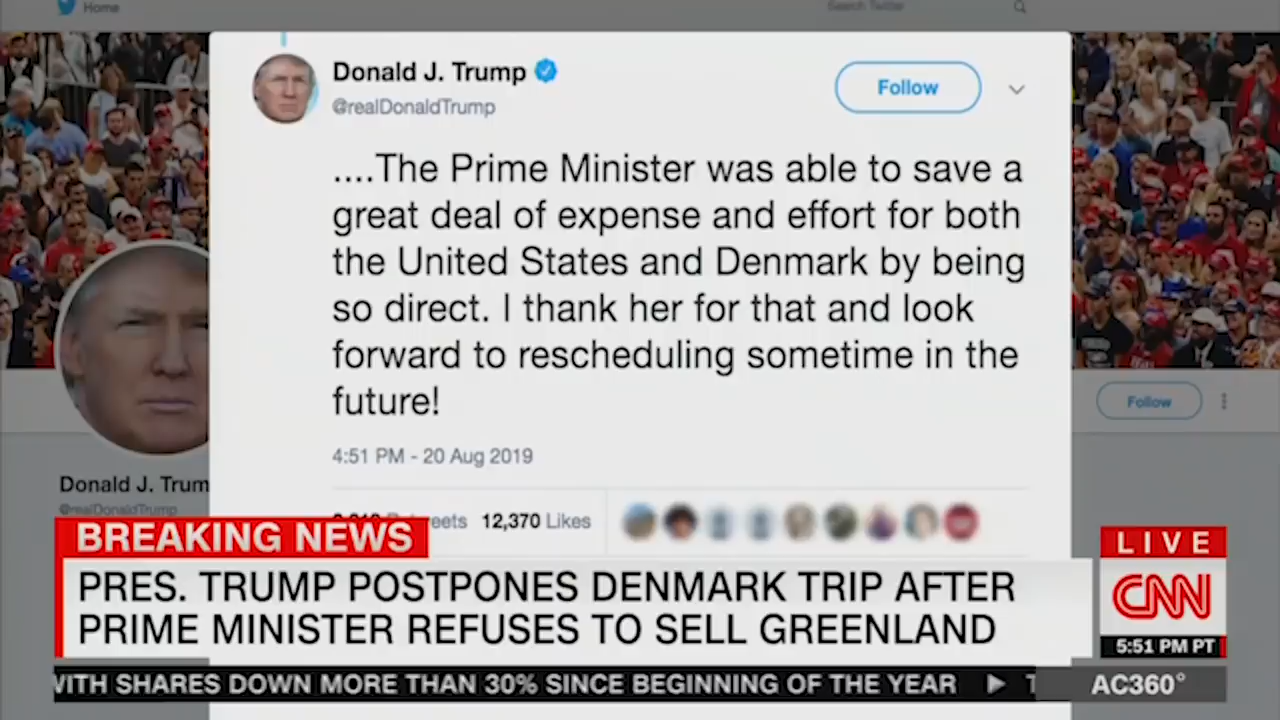 Home
Search Twitter
Donald J. Trump
Follow
@realDonaldTrump
....The Prime Minister was able to save a
great deal of expense and effort for both
the United States and Denmark by being
so direct. I thank her for that and look
forward to rescheduling sometime in the
future!
4:51 PM - 20 Aug 2019
12,370 Likes
Follow
Donald J. Trum
@realDonaldTrump
BREAKING NEWS
PRES. TRUMP POSTPONES DENMARK TRIP AFTER
PRIME MINISTER REFUSES TO SELL GREENLAND
LIVE
CNN
5:51 PM PT
WITH SHARES DOWN MORE THAN 30% SINCE BEGINNING OF THE YEAR
AC360°